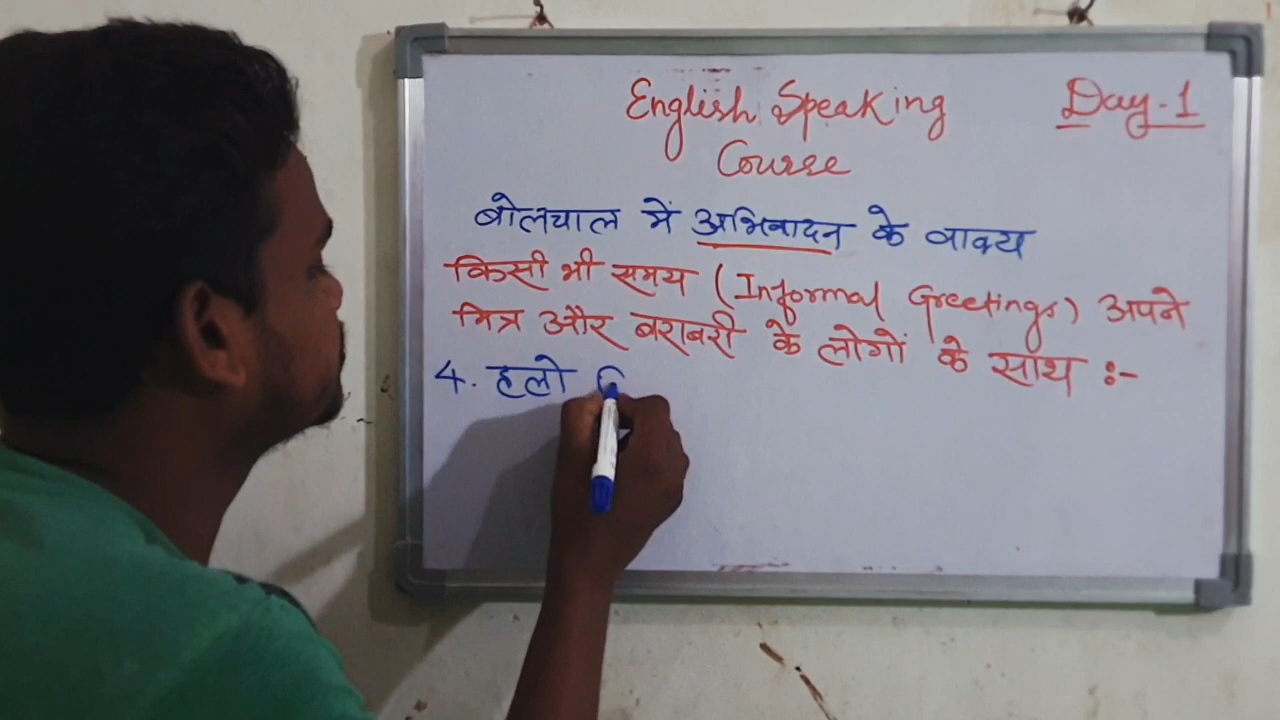 English Speaking Day-1
Course
बोलचाल में अभिवादन के वाक्य
किसी भी समय (Informal Greetings) अपने
मित्र और बराबरी के लोगों के साथ :-
4. हलो